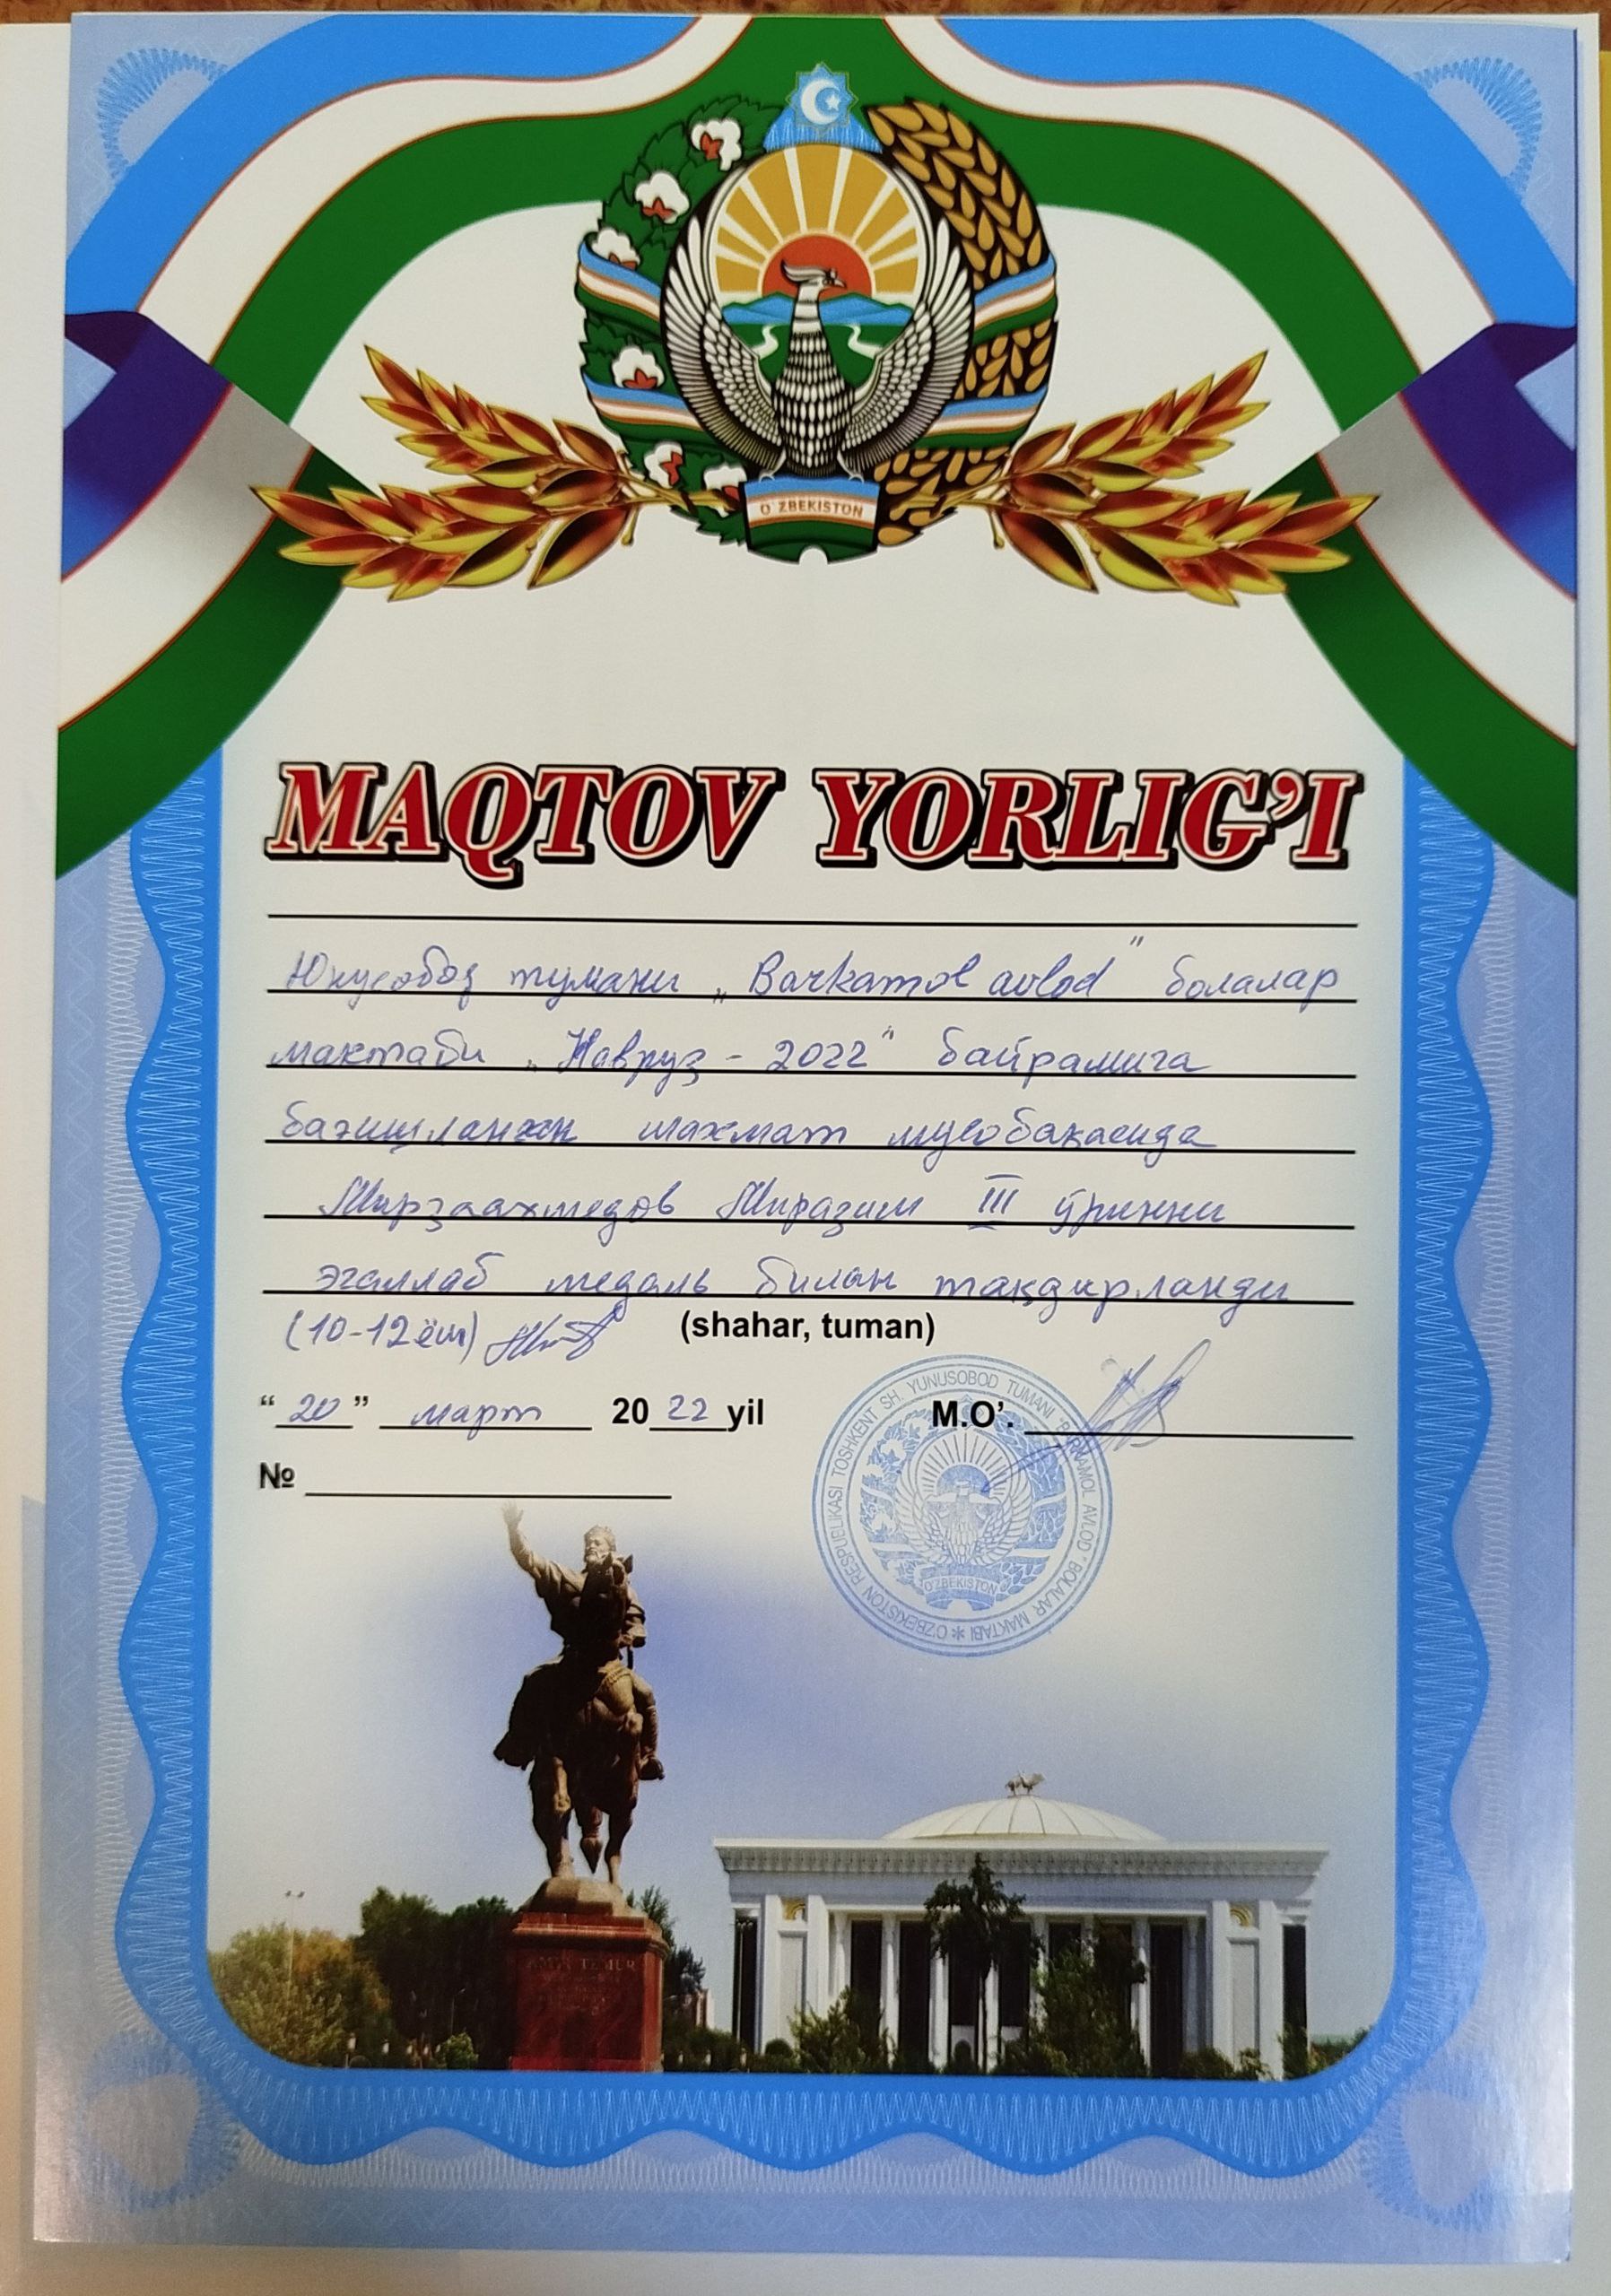 O'ZBEKISTON
MAQTOV YORLIG’I
Юнусобод тумани „Barkamol avlod” болалар
мактаби „Навруз - 2022” байрамига
бағишланган шахмат мусобақасида
Мирзаахмедов Миразим III ўринни
эгаллаб медаль билан тақдирланди
(10-12 ёш) (shahar, tuman)
“20” март 2022 yil M.O’.
№
O'ZBEKISTON RESPUBLIKASI TOSHKENT SH. YUNUSOBOD TUMANI "BARKAMOL AVLOD" BOLALAR MAKTABI *
O'ZBEKISTON
AMIR TEMUR